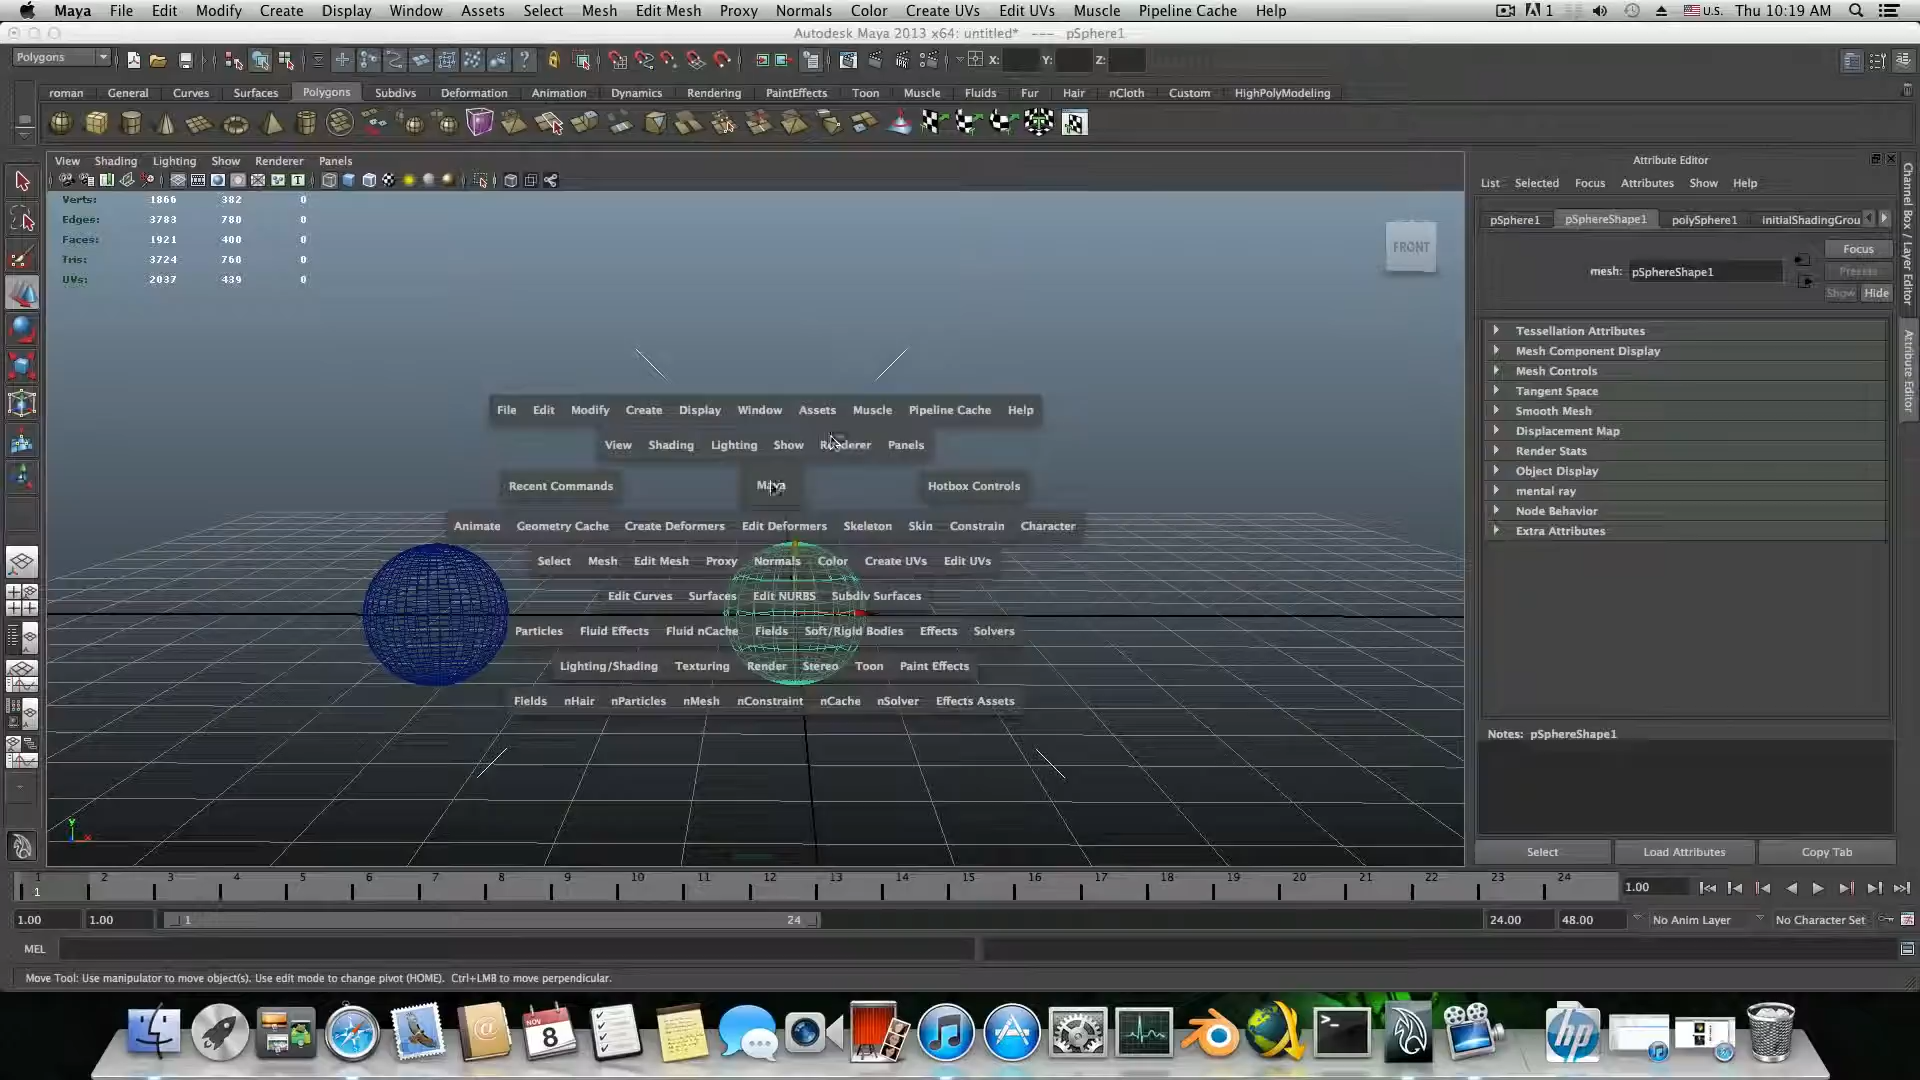 Maya File Edit Modify Create Display Window Assets Select Mesh Edit Mesh Proxy Normals Color Create UVs Edit UVs Muscle Pipeline Cache Help 1 U.S. Thu 10:19 AM
Autodesk Maya 2013 x64: untitled* --- pSphere1
Polygons X: Y: Z:
roman General Curves Surfaces Polygons Subdivs Deformation Animation Dynamics Rendering PaintEffects Toon Muscle Fluids Fur Hair nCloth Custom HighPolyModeling
View Shading Lighting Show Renderer Panels
Verts: 1866 382 0
Edges: 3783 780 0
Faces: 1921 400 0
Tris: 3724 760 0
UVs: 2037 439 0
FRONT
File Edit Modify Create Display Window Assets Muscle Pipeline Cache Help
View Shading Lighting Show Renderer Panels
Recent Commands Maya Hotbox Controls
Animate Geometry Cache Create Deformers Edit Deformers Skeleton Skin Constrain Character
Select Mesh Edit Mesh Proxy Normals Color Create UVs Edit UVs
Edit Curves Surfaces Edit NURBS Subdiv Surfaces
Particles Fluid Effects Fluid nCache Fields Soft/Rigid Bodies Effects Solvers
Lighting/Shading Texturing Render Stereo Toon Paint Effects
Fields nHair nParticles nMesh nConstraint nCache nSolver Effects Assets
y x
Attribute Editor
List Selected Focus Attributes Show Help
pSphere1 pSphereShape1 polySphere1 initialShadingGrou
Focus
mesh: pSphereShape1 Presets
Show Hide
Tessellation Attributes
Mesh Component Display
Mesh Controls
Tangent Space
Smooth Mesh
Displacement Map
Render Stats
Object Display
mental ray
Node Behavior
Extra Attributes
Notes: pSphereShape1
Select Load Attributes Copy Tab
Channel Box / Layer Editor
Attribute Editor
1 2 3 4 5 6 7 8 9 10 11 12 13 14 15 16 17 18 19 20 21 22 23 24
1 1.00
1.00 1.00 1 24 24.00 48.00 No Anim Layer No Character Set
MEL
Move Tool: Use manipulator to move object(s). Use edit mode to change pivot (HOME). Ctrl+LMB to move perpendicular.
NOV
8
hp